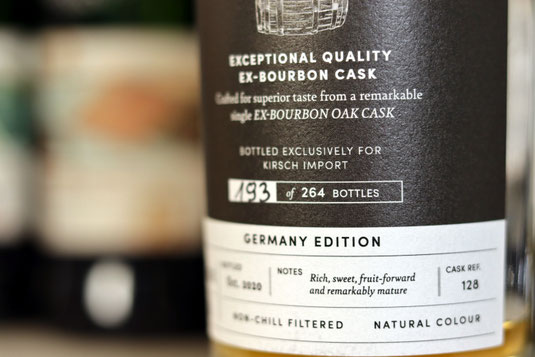 EXCEPTIONAL QUALITY
EX-BOURBON CASK
Crafted for superior taste from a remarkable
single EX-BOURBON OAK CASK
BOTTLED EXCLUSIVELY FOR
KIRSCH IMPORT
193 of 264 BOTTLES
GERMANY EDITION
NOTES
Rich, sweet, fruit-forward
and remarkably mature
CASK REF.
128
2020
NON-CHILL FILTERED NATURAL COLOUR